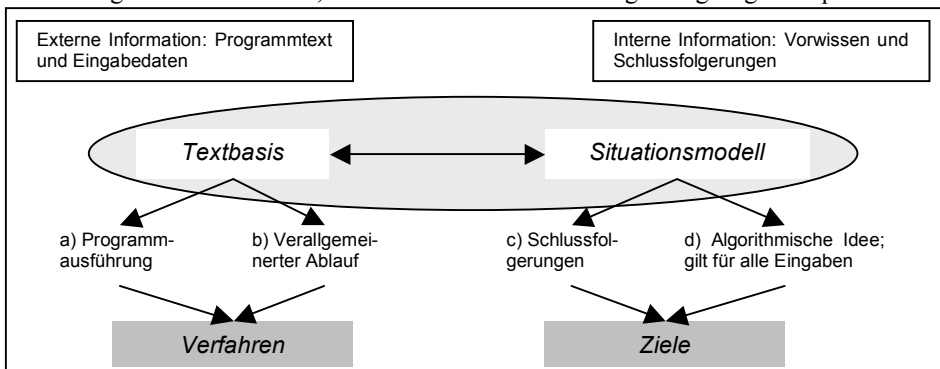 Externe Information: Programmtext
und Eingabedaten
Interne Information: Vorwissen und
Schlussfolgerungen
Textbasis
Situationsmodell
a) Programm-
ausführung
b) Verallgemei-
nerter Ablauf
c) Schlussfol-
gerungen
d) Algorithmische Idee;
gilt für alle Eingaben
Verfahren
Ziele